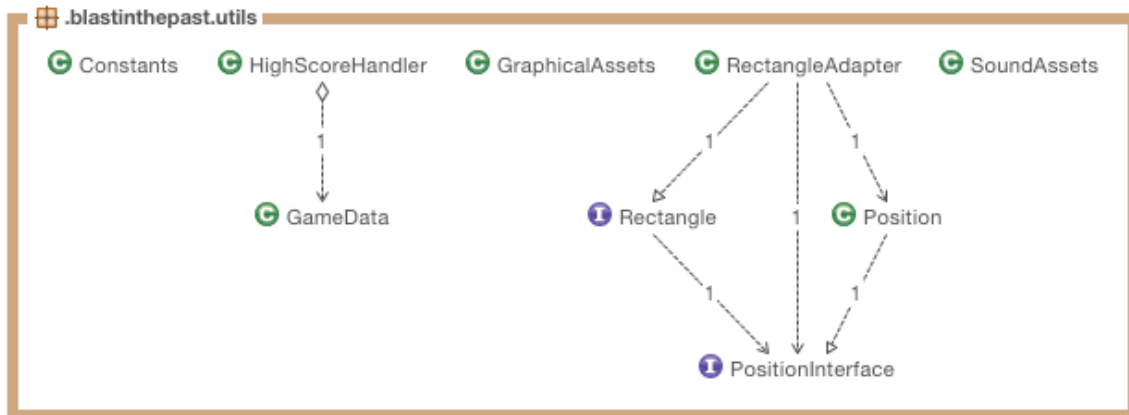 .blastinthepast.utils
C Constants C HighScoreHandler C GraphicalAssets C RectangleAdapter C SoundAssets
1 1 1
C GameData I Rectangle 1 C Position
1 1
I PositionInterface